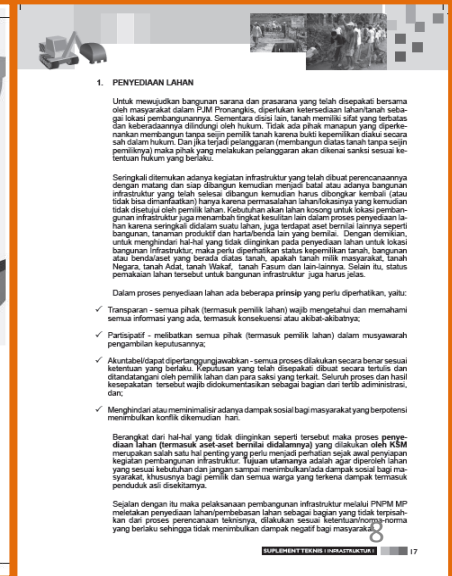 1. PENYEDIAAN LAHAN
Untuk mewujudkan bangunan sarana dan prasarana yang telah disepakati bersama
oleh masyarakat dalam PJM Pronangkis, diperlukan ketersediaan lahan/tanah seba-
gai lokasi pembangunannya. Sementara disisi lain, tanah memiliki sifat yang terbatas
dan keberadaannya dilindungi oleh hukum. Tidak ada pihak manapun yang diperke-
nankan membangun tanpa seijin pemilik tanah karena bukti kepemilikan diakui secara
sah dalam hukum. Dan jika terjadi pelanggaran (membangun diatas tanah tanpa seijin
pemiliknya) maka pihak yang melakukan pelanggaran akan dikenai sanksi sesuai ke-
tentuan hukum yang berlaku.
Seringkali ditemukan adanya kegiatan infrastruktur yang telah dibuat perencanaannya
dengan matang dan siap dibangun kemudian menjadi batal atau adanya bangunan
infrastruktur yang telah selesai dibangun kemudian harus dibongkar kembali (atau
tidak bisa dimanfaatkan) hanya karena permasalahan lahan/lokasinya yang kemudian
tidak disetujui oleh pemilik lahan. Kebutuhan akan lahan kosong untuk lokasi pemban-
gunan infrastruktur juga menambah tingkat kesulitan lain dalam proses penyediaan la-
han karena seringkali didalam suatu lahan, juga terdapat aset bernilai lainnya seperti
bangunan, tanaman produktif dan harta/benda lain yang bernilai. Dengan demikian,
untuk menghindari hal-hal yang tidak diinginkan pada penyediaan lahan untuk lokasi
bangunan Infrastruktur, maka perlu diperhatikan status kepemilikan tanah, bangunan
atau benda/aset yang berada diatas tanah, apakah tanah milik masyarakat, tanah
Negara, tanah Adat, tanah Wakaf, tanah Fasum dan lain-lainnya. Selain itu, status
pemakaian lahan tersebut untuk bangunan infrastruktur juga harus jelas.
Dalam proses penyediaan lahan ada beberapa prinsip yang perlu diperhatikan, yaitu:
✓ Transparan - semua pihak (termasuk pemilik lahan) wajib mengetahui dan memahami
semua informasi yang ada, termasuk konsekuensi atau akibat-akibatnya;
✓ Partisipatif - melibatkan semua pihak (termasuk pemilik lahan) dalam musyawarah
pengambilan keputusannya;
✓ Akuntabel/dapat dipertanggungjawabkan - semua proses dilakukan secara benar sesuai
ketentuan yang berlaku. Keputusan yang telah disepakati dibuat secara tertulis dan
ditandatangani oleh pemilik lahan dan para saksi yang terkait. Seluruh proses dan hasil
kesepakatan tersebut wajib didokumentasikan sebagai bagian dari tertib adiministrasi,
dan;
✓ Menghindari atau meminimalisir adanya dampak sosial bagi masyarakat yang berpotensi
menimbulkan konflik dikemudian hari.
Berangkat dari hal-hal yang tidak diinginkan seperti tersebut maka proses penye-
diaan lahan (termasuk aset-aset bernilai didalamnya) yang dilakukan oleh KSM
merupakan salah satu hal penting yang perlu menjadi perhatian sejak awal penyiapan
kegiatan pembangunan infrastruktur. Tujuan utamanya adalah agar diperoleh lahan
yang sesuai kebutuhan dan jangan sampai menimbulkan/ada dampak sosial bagi ma-
syarakat, khususnya bagi pemilik dan semua warga yang terkena dampak termasuk
penduduk asli disekitarnya.
Sejalan dengan itu maka pelaksanaan pembangunan infrastruktur melalui PNPM MP
meletakan penyediaan lahan/pembebasan lahan sebagai bagian yang tidak terpisah-
kan dari proses perencanaan teknisnya, dilakukan sesuai ketentuan/norma-norma
yang berlaku sehingga tidak menimbulkan dampak negatif bagi masyarakat.
8
SUPLEMENT TEKNIS ( INFRASTRUKTUR ) 17